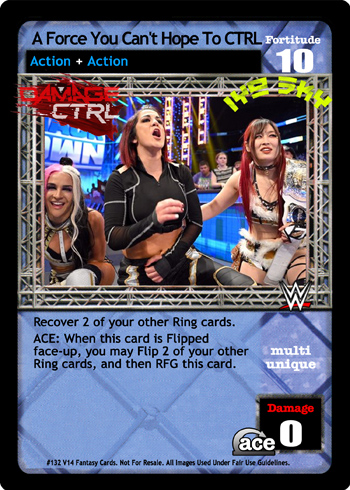 A Force You Can't Hope To CTRL
Fortitude
10
Action + Action
DAMAGE
CTRL
IYO SKY
OWN
W
Recover 2 of your other Ring cards.
ACE: When this card is Flipped
face-up, you may Flip 2 of your other
Ring cards, and then RFG this card.
multi
unique
Damage
ace
0
#132 V14 Fantasy Cards. Not For Resale. All Images Used Under Fair Use Guidelines.